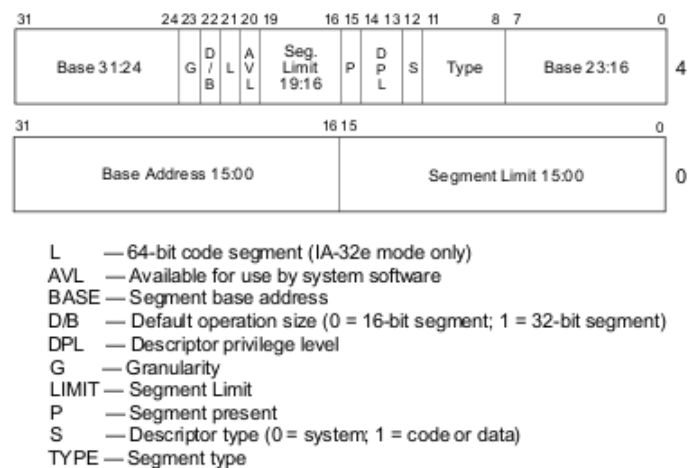 31 24 23 22 21 20 19 16 15 14 13 12 11 8 7 0
Base 31:24 G D/B L AVL Seg. Limit 19:16 P DPL S Type Base 23:16 4
31 16 15 0
Base Address 15:00 Segment Limit 15:00 0
L — 64-bit code segment (IA-32e mode only)
AVL — Available for use by system software
BASE — Segment base address
D/B — Default operation size (0 = 16-bit segment; 1 = 32-bit segment)
DPL — Descriptor privilege level
G — Granularity
LIMIT — Segment Limit
P — Segment present
S — Descriptor type (0 = system; 1 = code or data)
TYPE — Segment type